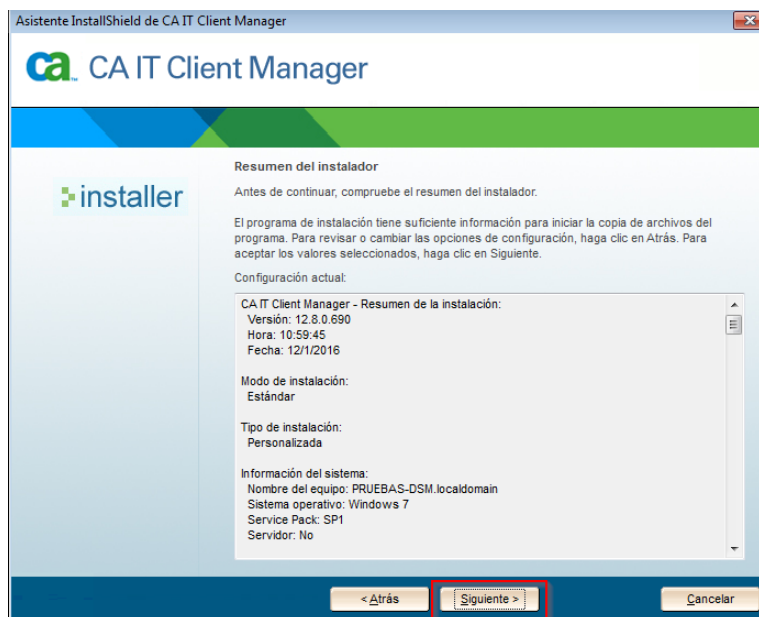 Asistente InstallShield de CA IT Client Manager
ca™ CA IT Client Manager
installer
Resumen del instalador
Antes de continuar, compruebe el resumen del instalador.
El programa de instalación tiene suficiente información para iniciar la copia de archivos del
programa. Para revisar o cambiar las opciones de configuración, haga clic en Atrás. Para
aceptar los valores seleccionados, haga clic en Siguiente.
Configuración actual:
CA IT Client Manager - Resumen de la instalación:
Versión: 12.8.0.690
Hora: 10:59:45
Fecha: 12/1/2016
Modo de instalación:
Estándar
Tipo de instalación:
Personalizada
Información del sistema:
Nombre del equipo: PRUEBAS-DSM.localdomain
Sistema operativo: Windows 7
Service Pack: SP1
Servidor: No
< Atrás
Siguiente >
Cancelar